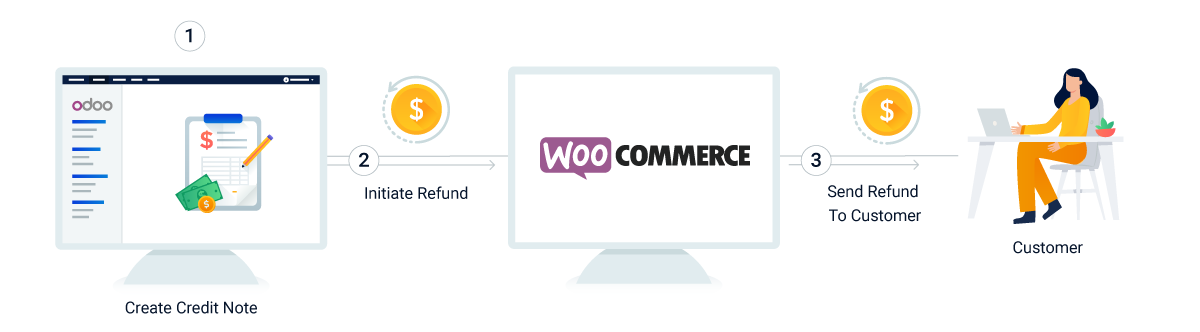 1
odoo
$
$
2
Initiate Refund
$
Create Credit Note
WOO COMMERCE
$
3
Send Refund
To Customer
Customer